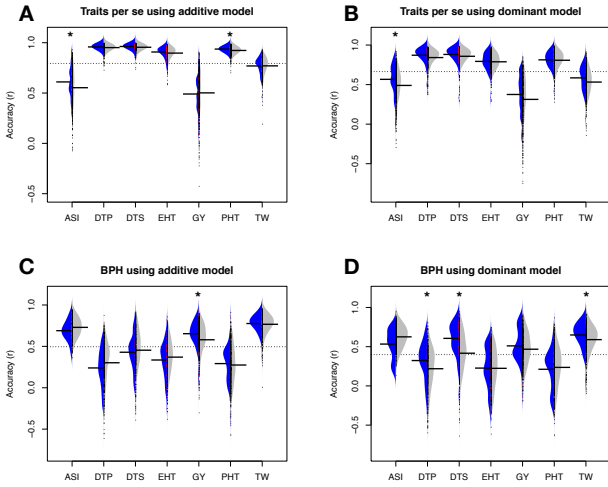 A
Traits per se using additive model
*
*
Accuracy (r)
1.0
0.5
0.0
−0.5
ASI DTP DTS EHT GY PHT TW
B
Traits per se using dominant model
*
Accuracy (r)
1.0
0.5
0.0
−0.5
ASI DTP DTS EHT GY PHT TW
C
BPH using additive model
*
Accuracy (r)
1.0
0.5
0.0
−0.5
ASI DTP DTS EHT GY PHT TW
D
BPH using dominant model
* * *
Accuracy (r)
1.0
0.5
0.0
−0.5
ASI DTP DTS EHT GY PHT TW